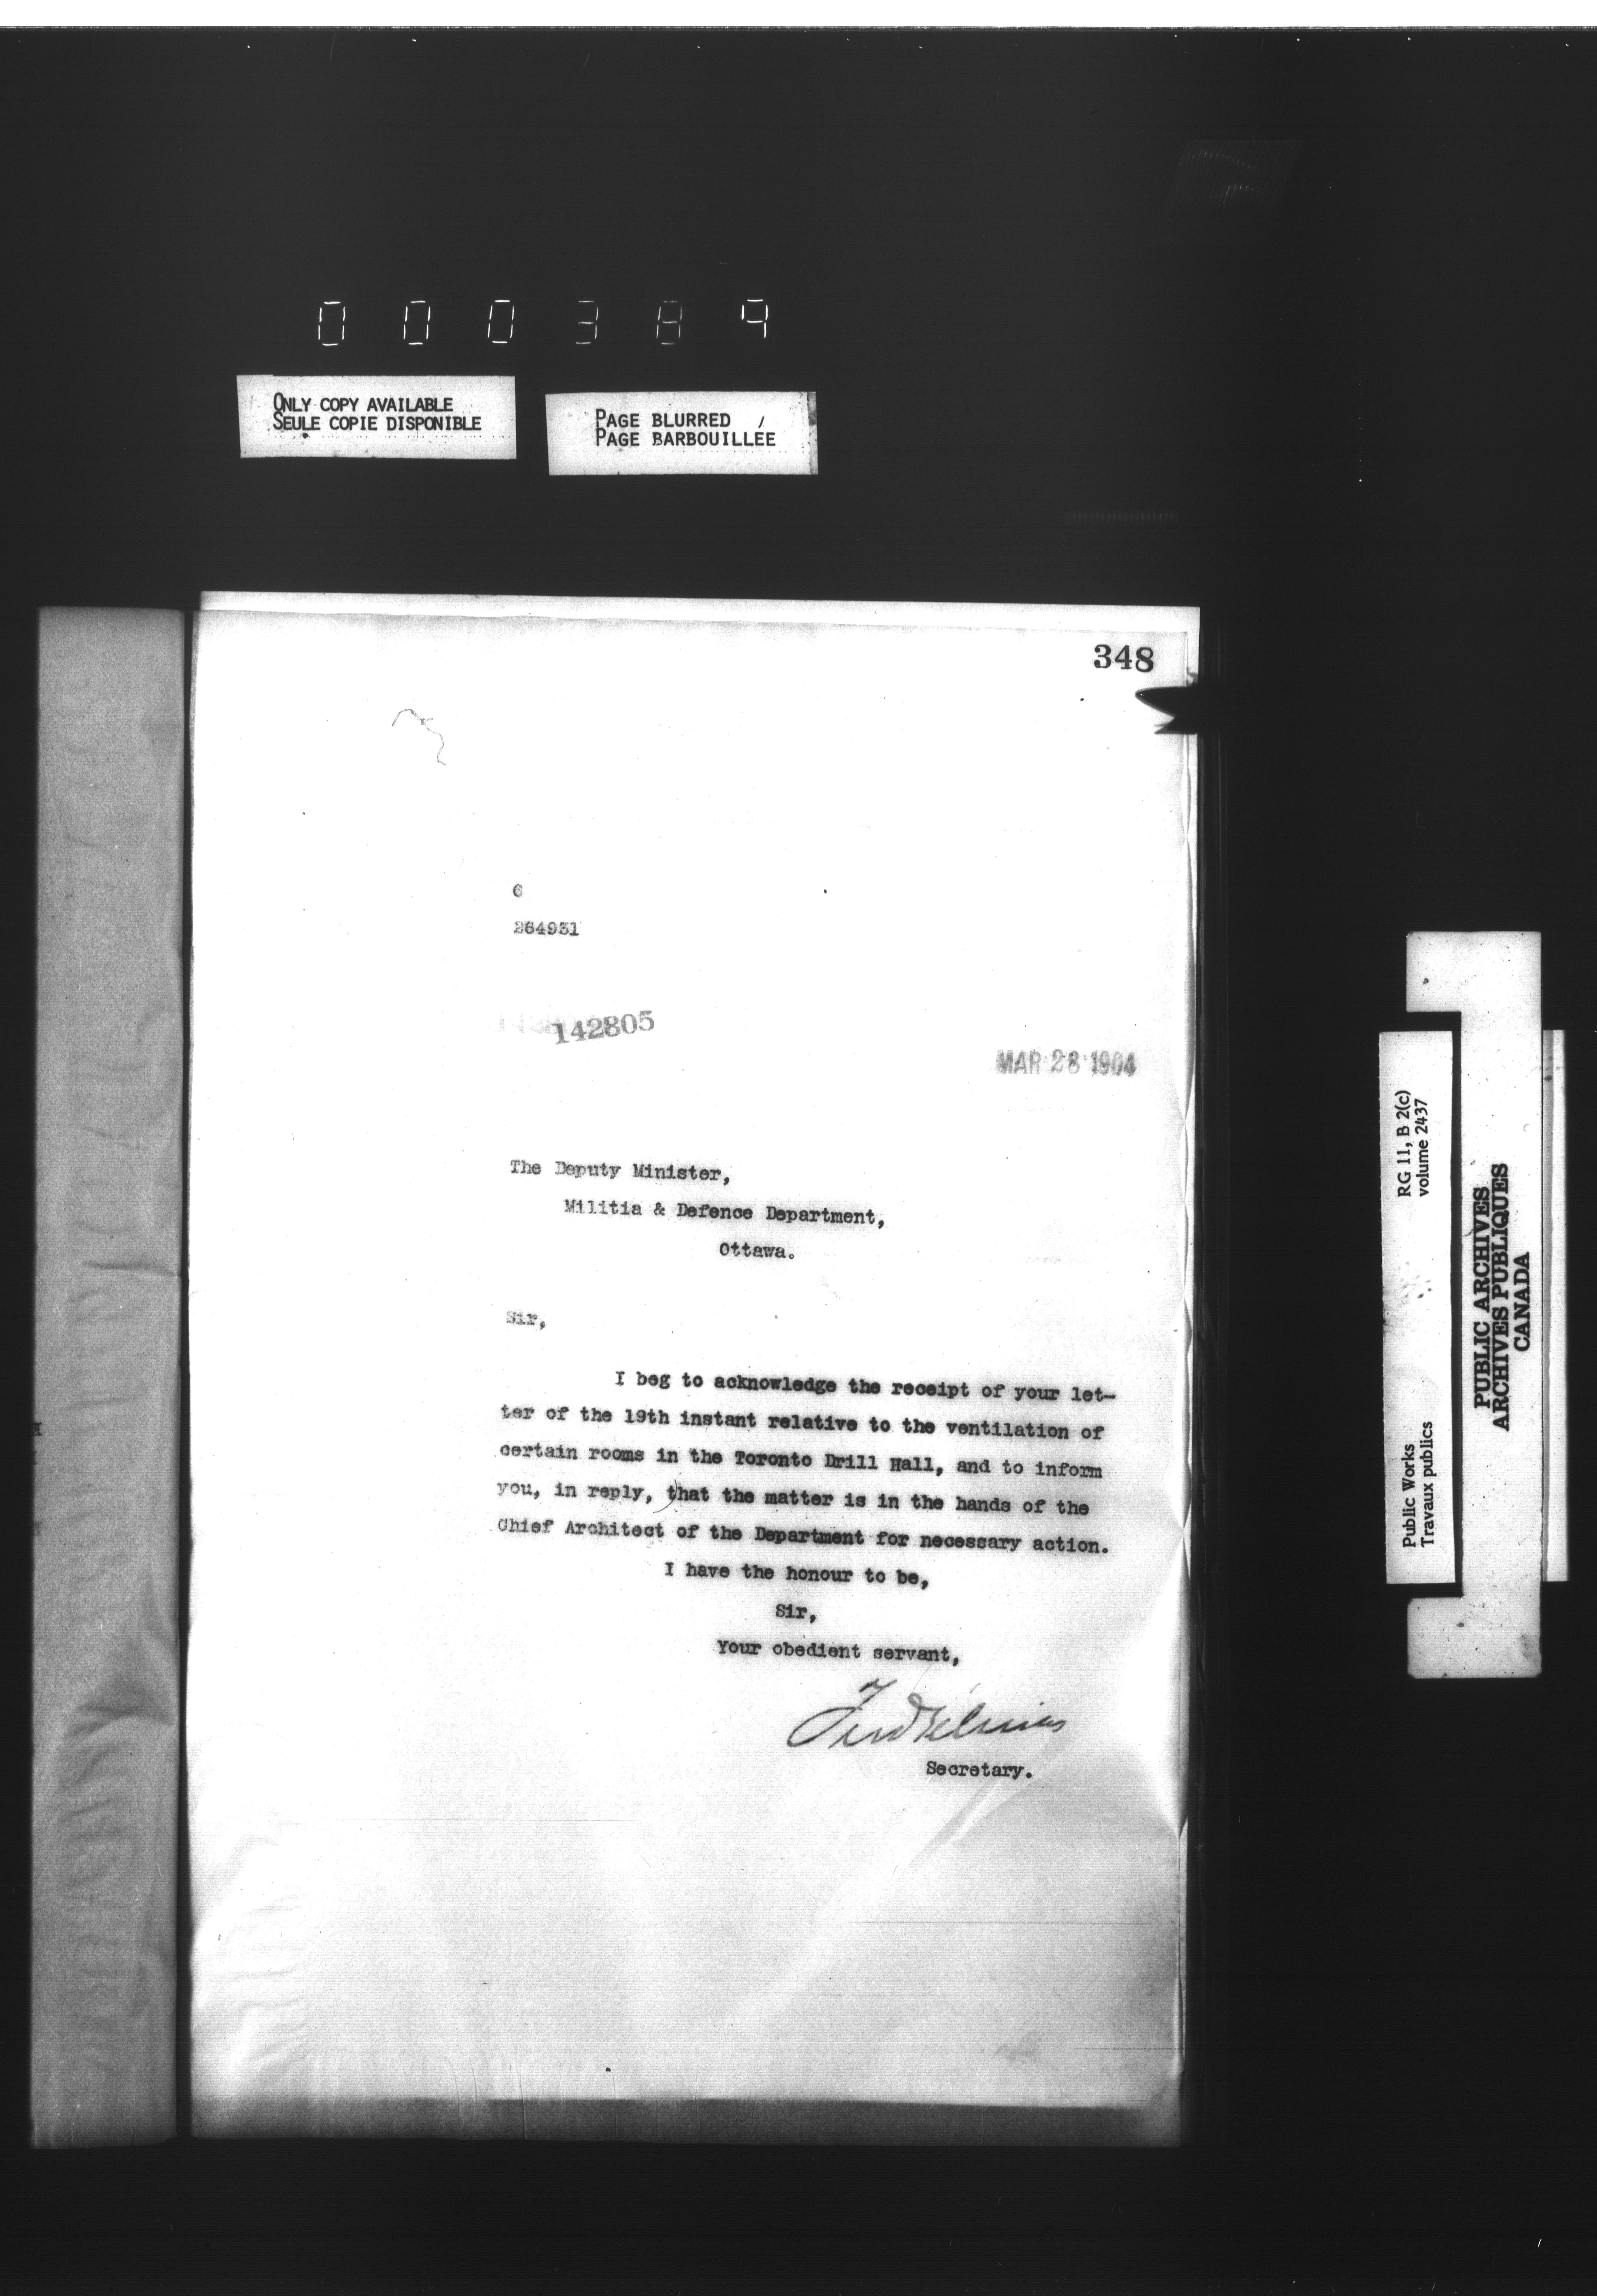 000389
ONLY COPY AVAILABLE
SEULE COPIE DISPONIBLE
PAGE BLURRED /
PAGE BARBOUILLEE
348
6
264931
142805
MAR 28 1904
The Deputy Minister,
Militia & Defence Department,
Ottawa.
Sir,
I beg to acknowledge the receipt of your let-
ter of the 19th instant relative to the ventilation of
certain rooms in the Toronto Drill Hall, and to inform
you, in reply, that the matter is in the hands of the
Chief Architect of the Department for necessary action.
I have the honour to be,
Sir,
Your obedient servant,
Secretary.
RG 11, B 2(c)
volume 2437
Public Works
Travaux publics
PUBLIC ARCHIVES
ARCHIVES PUBLIQUES
CANADA